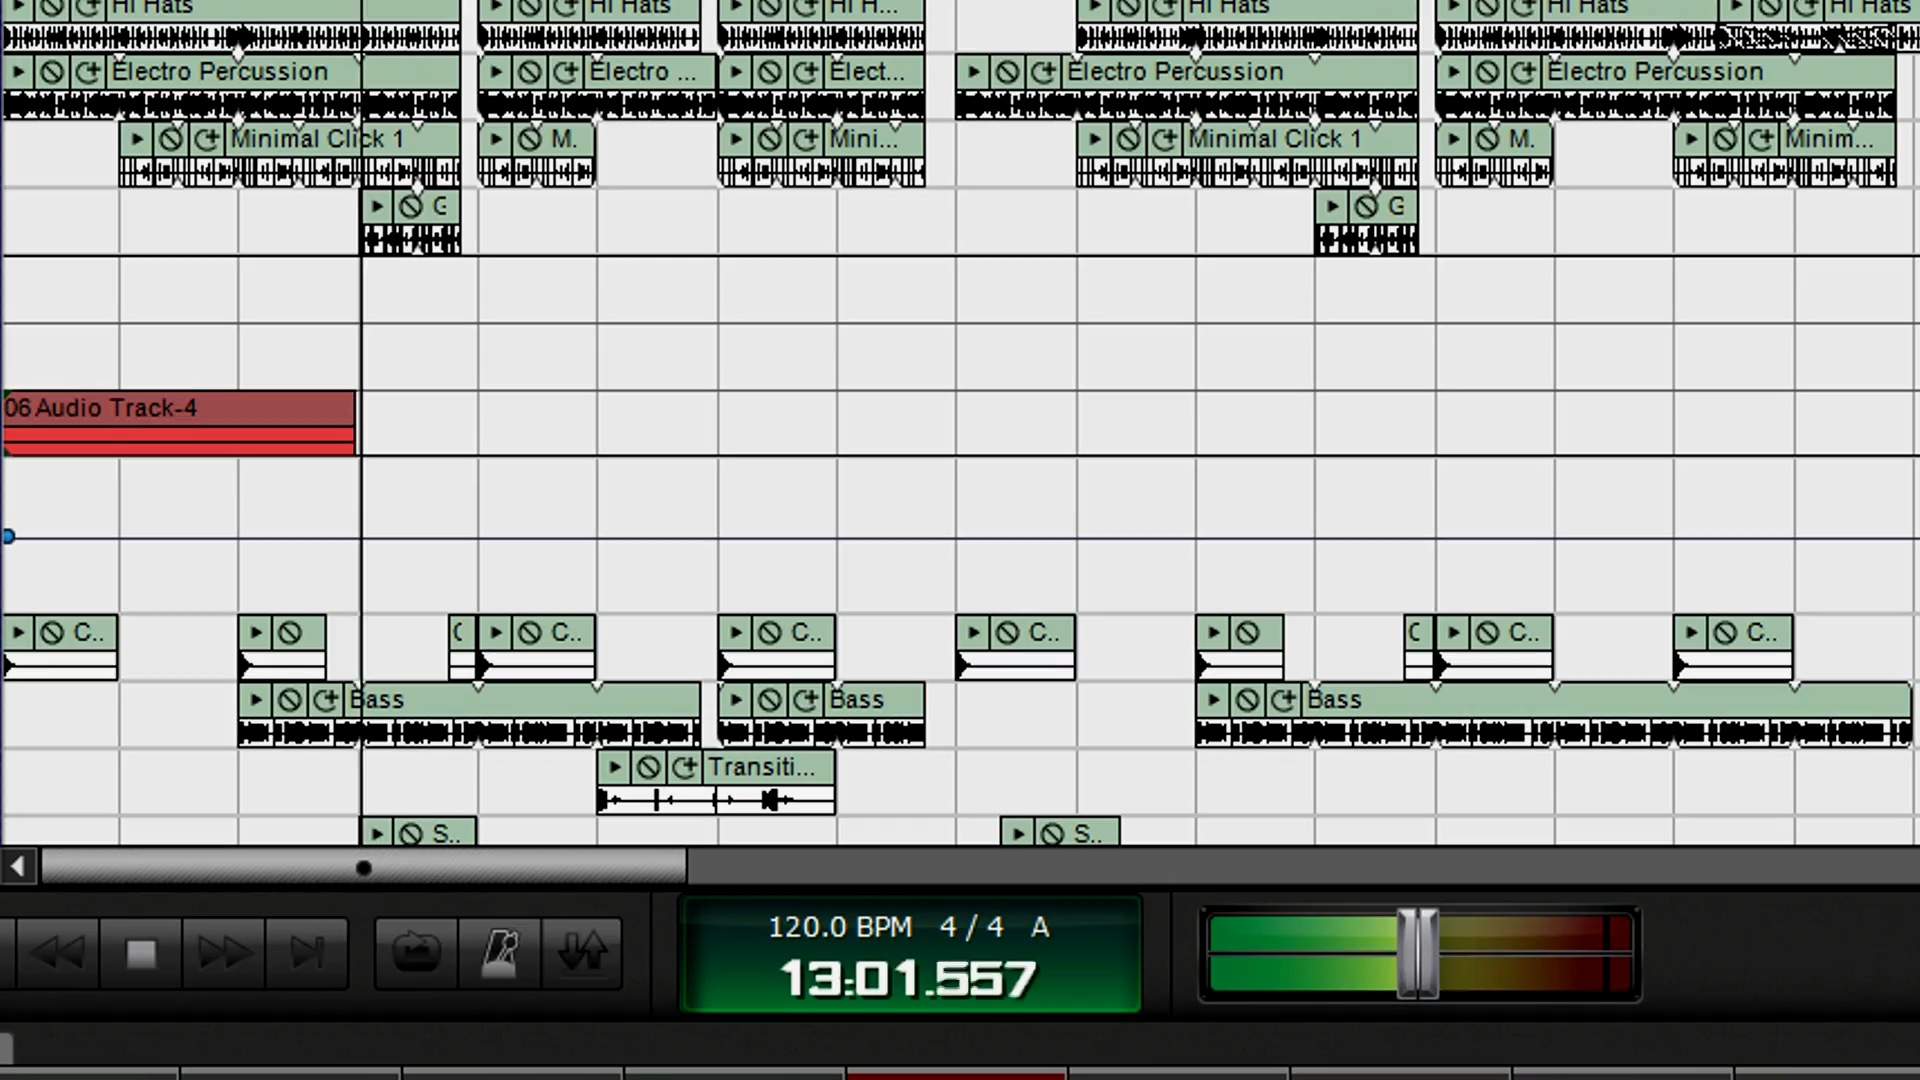 Hi Hats Hi Hats Hi H... Hi Hats Hi Hats Hi Hats
Electro Percussion Electro ... Elect... Electro Percussion Electro Percussion
Minimal Click 1 M. Mini... Minimal Click 1 M. Minim...
G G
06 Audio Track-4
C.. C C.. C.. C.. C C.. C..
Bass Bass Bass
Transiti...
S.. S..
120.0 BPM 4 / 4 A
13:01.557